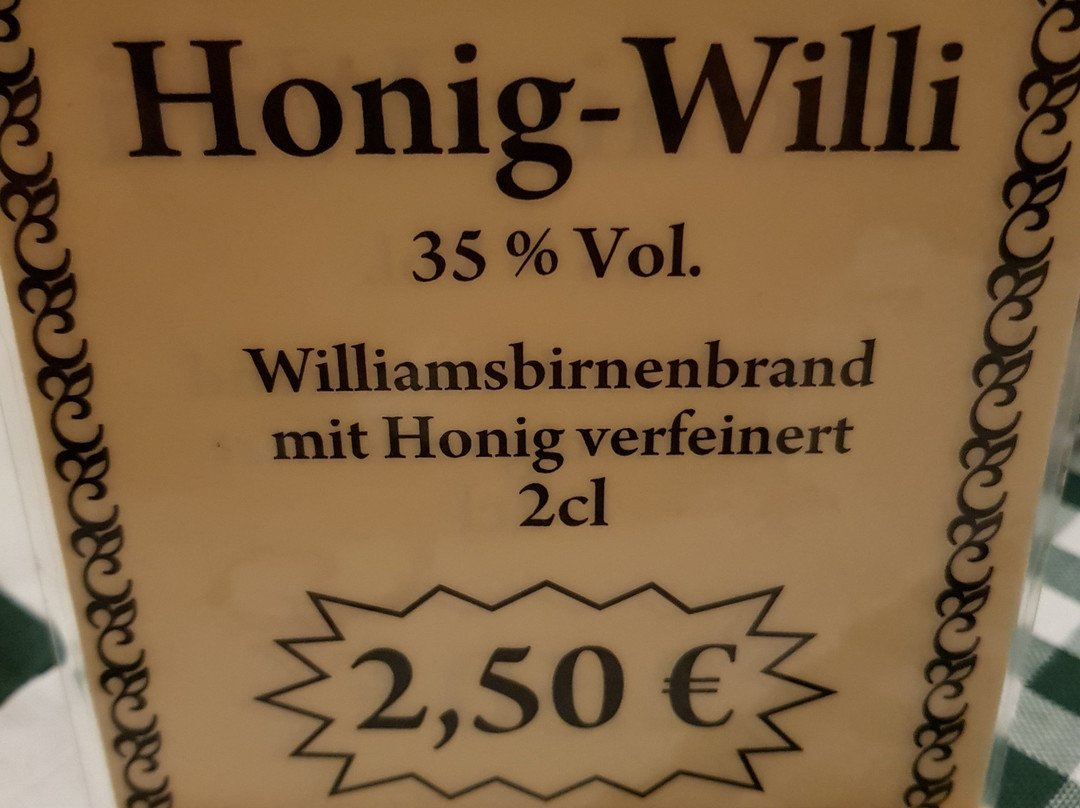 Honig-Willi
35 % Vol.
Williamsbirnenbrand
mit Honig verfeinert
2cl
2,50 €